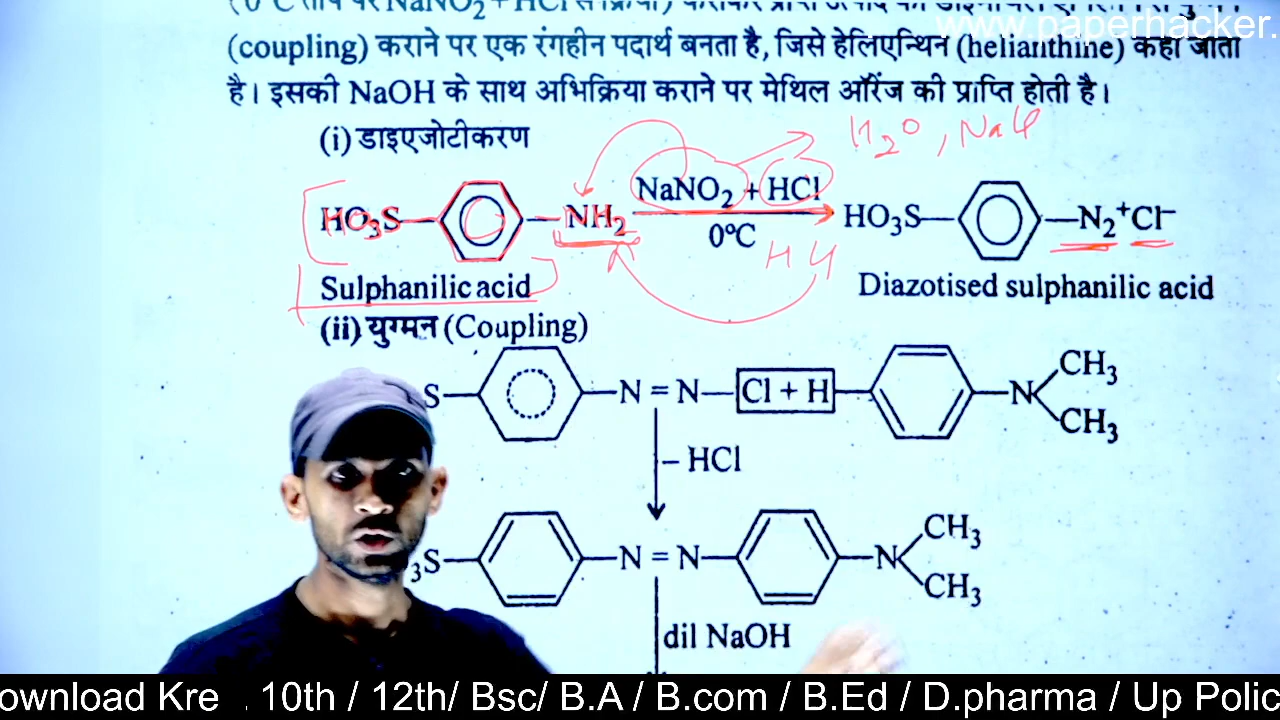 www.paperhacker.
(coupling) कराने पर एक रंगहीन पदार्थ बनता है, जिसे हेलिएन्थिन (helianthine) कहा जाता
है। इसकी NaOH के साथ अभिक्रिया कराने पर मेथिल ऑरेंज की प्राप्ति होती है।
(i) डाइएजोटीकरण
H₂O, NaCl
HO₃S NH₂ NaNO₂ + HCl HO₃S N₂⁺Cl⁻
0°C
Sulphanilic acid Diazotised sulphanilic acid
(ii) युग्मन (Coupling)
S N = N Cl + H N CH₃
CH₃
– HCl
₃S N = N N CH₃
CH₃
dil NaOH
ownload Kre . 10th / 12th/ Bsc/ B.A / B.com / B.Ed / D.pharma / Up Polic